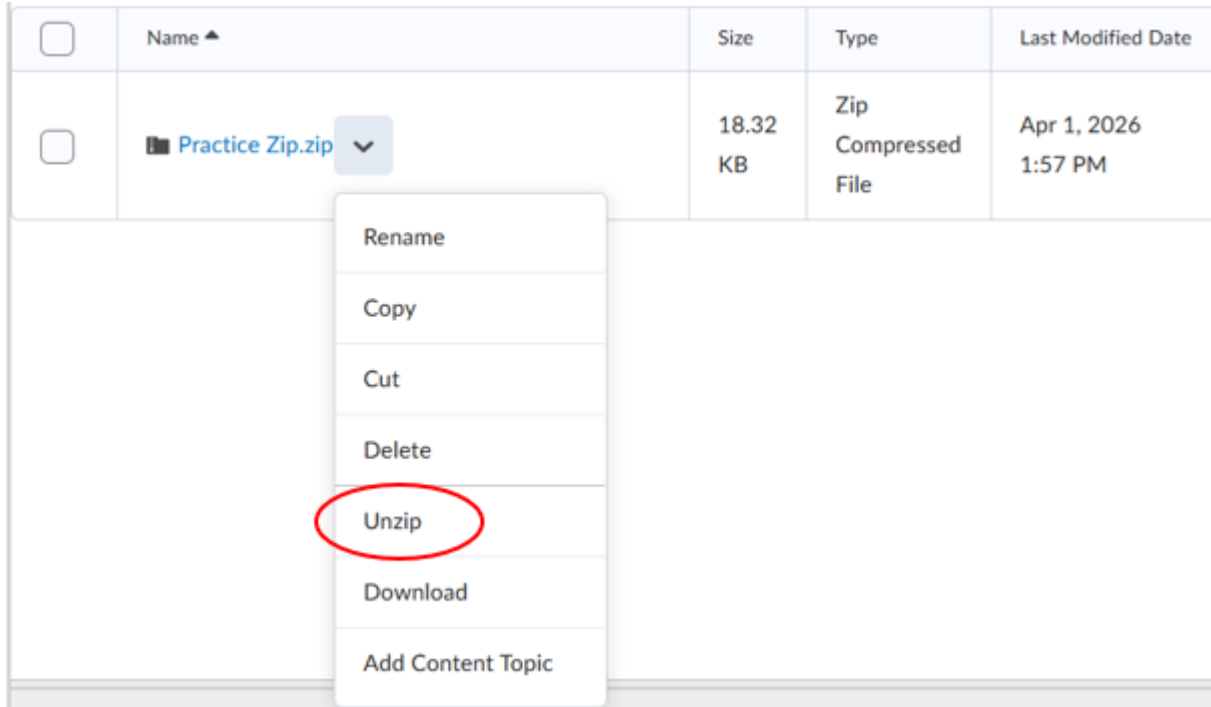 Name Size Type Last Modified Date
Practice Zip.zip
18.32
KB
Zip
Compressed
File
Apr 1, 2026
1:57 PM
Rename
Copy
Cut
Delete
Unzip
Download
Add Content Topic